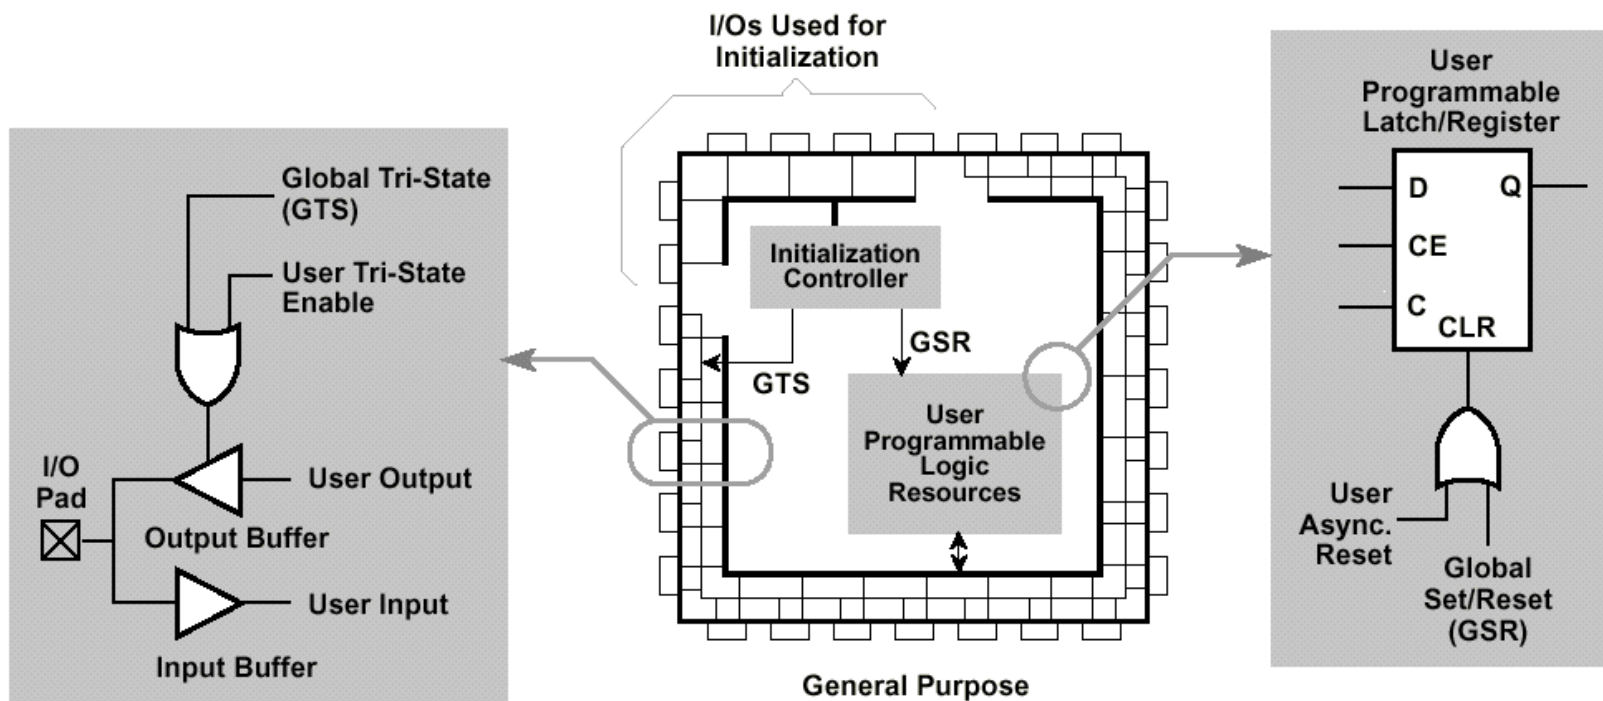 I/Os Used for
Initialization
Global Tri-State
(GTS)
User Tri-State
Enable
I/O
Pad
User Output
Output Buffer
User Input
Input Buffer
Initialization
Controller
GTS
GSR
User
Programmable
Logic
Resources
General Purpose
User
Programmable
Latch/Register
D
Q
CE
C
CLR
User
Async.
Reset
Global
Set/Reset
(GSR)